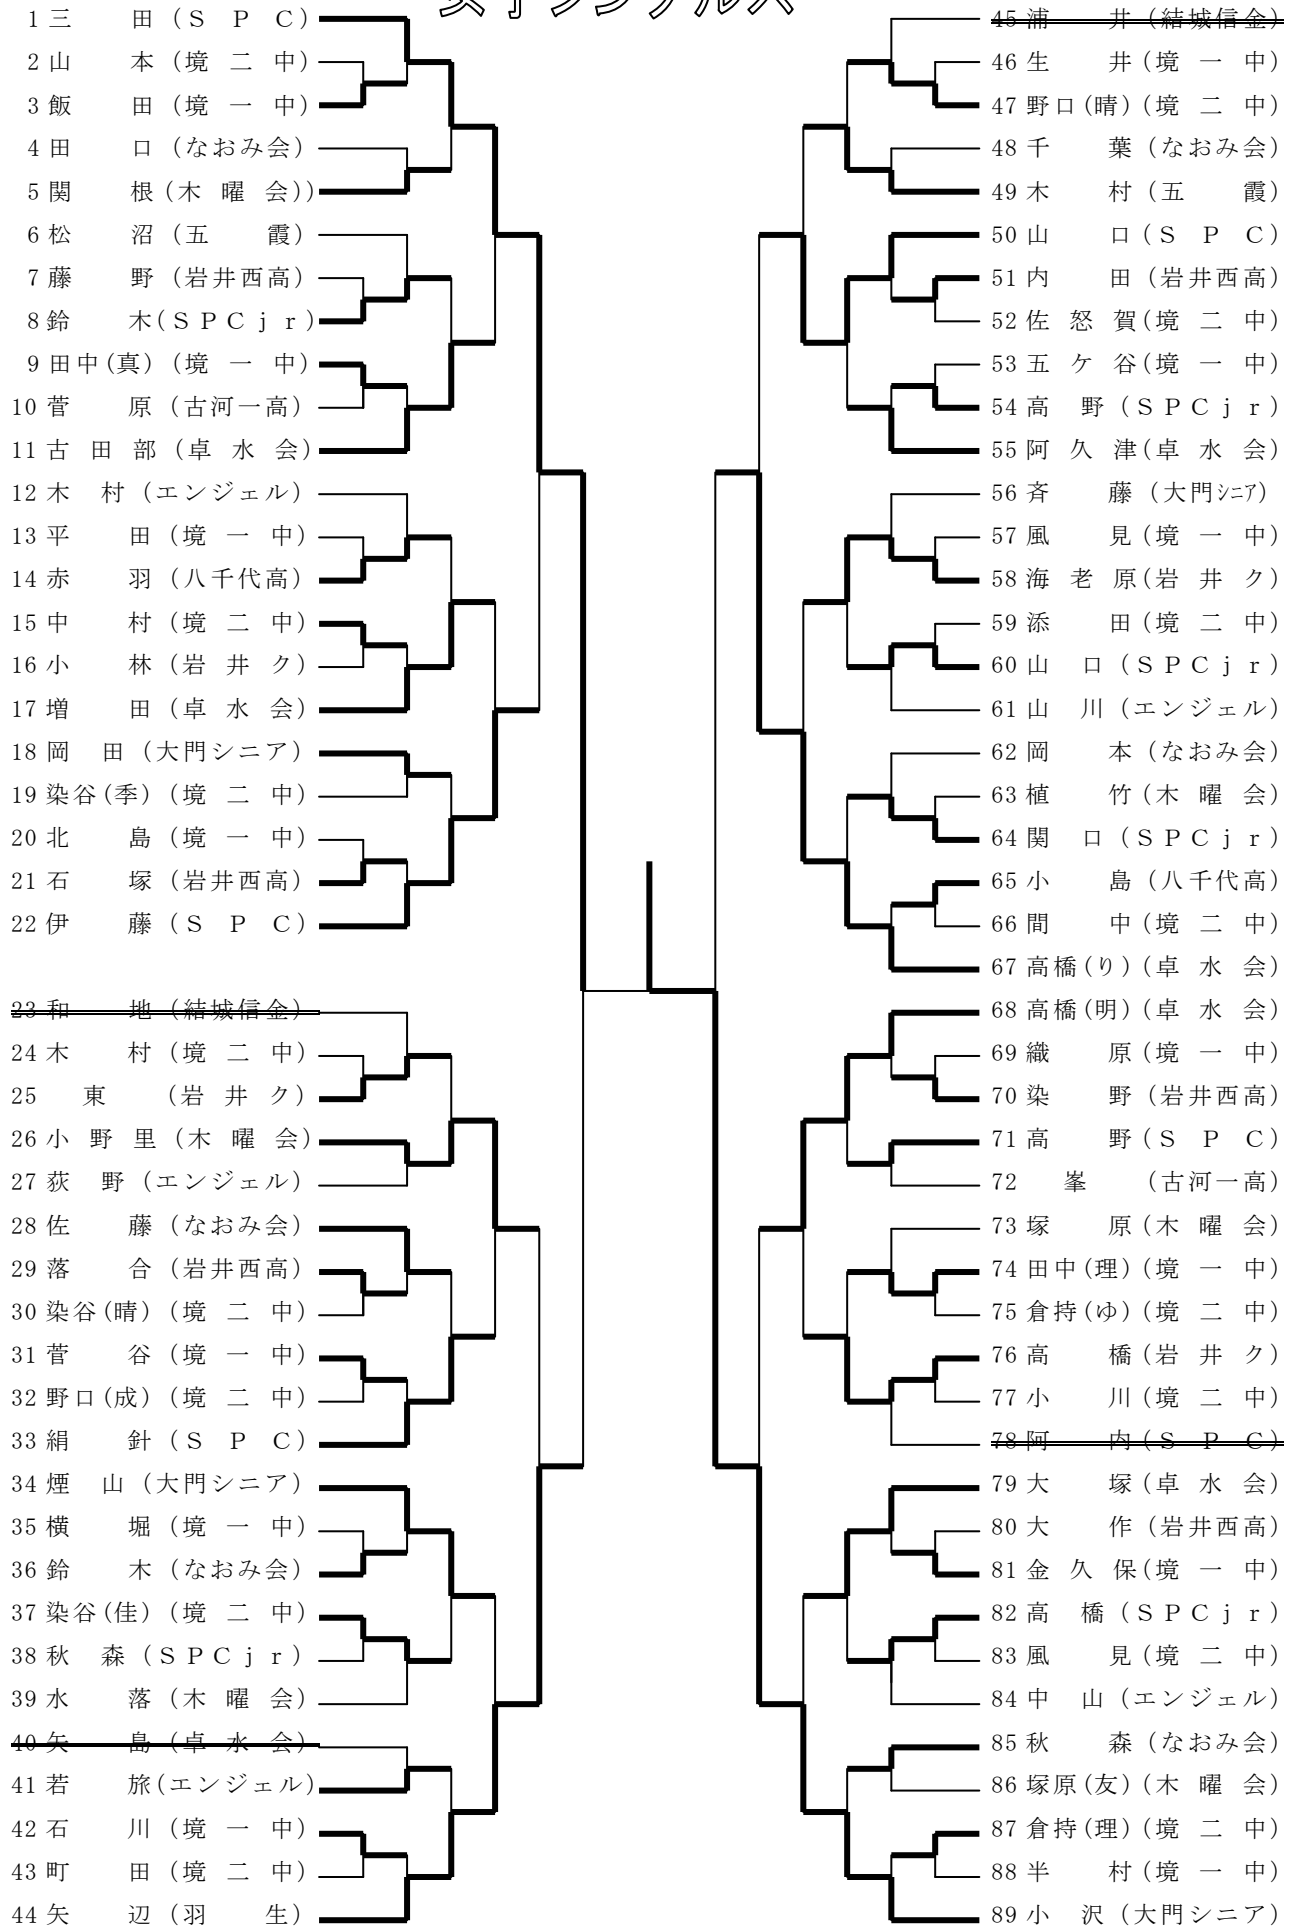 女子シングルス
1 三　　田（Ｓ　Ｐ　Ｃ）
2 山　　本（境　二　中）
3 飯　　田（境　一　中）
4 田　　口（なおみ会）
5 関　　根（木　曜　会））
6 松　　沼（五　　霞）
7 藤　　野（岩井西高）
8 鈴　　木(ＳＰＣｊｒ)
9 田中(真)（境　一　中）
10 菅　　原（古河一高）
11 古　田　部（卓　水　会）
12 木　村（エンジェル）
13 平　　田（境　一　中）
14 赤　　羽（八千代高）
15 中　　村（境　二　中）
16 小　　林（岩　井　ク）
17 増　　田（卓　水　会）
18 岡　田（大門シニア）
19 染谷(季)（境　二　中）
20 北　　島（境　一　中）
21 石　　塚（岩井西高）
22 伊　　藤（Ｓ　Ｐ　Ｃ）
23 和　　地（結城信金）
24 木　　村（境　二　中）
25　東　　（岩　井　ク）
26 小　野　里（木　曜　会）
27 荻　野（エンジェル）
28 佐　　藤（なおみ会）
29 落　　合（岩井西高）
30 染谷(晴)（境　二　中）
31 菅　　谷（境　一　中）
32 野口(成)（境　二　中）
33 絹　　針（Ｓ　Ｐ　Ｃ）
34 煙　山（大門シニア）
35 横　　堀（境　一　中）
36 鈴　　木（なおみ会）
37 染谷(佳)（境　二　中）
38 秋　森（ＳＰＣｊｒ）
39 水　　落（木　曜　会）
40 矢　　島（卓　水　会）
41 若　　旅(エンジェル)
42 石　　川（境　一　中）
43 町　　田（境　二　中）
44 矢　　辺（羽　　生）
45 浦　　井（結城信金）
46 生　　井（境　一　中）
47 野口(晴)（境　二　中）
48 千　　葉（なおみ会）
49 木　　村（五　　霞）
50 山　　口（Ｓ　Ｐ　Ｃ）
51 内　　田（岩井西高）
52 佐　怒　賀（境　二　中）
53 五　ケ　谷（境　一　中）
54 高　野（ＳＰＣｊｒ）
55 阿　久　津（卓　水　会）
56 斉　　藤（大門ｼﾆｱ）
57 風　　見（境　一　中）
58 海　老　原（岩　井　ク）
59 添　　田（境　二　中）
60 山　口（ＳＰＣｊｒ）
61 山　川（エンジェル）
62 岡　　本（なおみ会）
63 植　　竹（木　曜　会）
64 関　口（ＳＰＣｊｒ）
65 小　　島（八千代高）
66 間　　中（境　二　中）
67 高橋(り)（卓　水　会）
68 高橋(明)（卓　水　会）
69 織　　原（境　一　中）
70 染　　野（岩井西高）
71 高　　野（Ｓ　Ｐ　Ｃ）
72　峯　　（古河一高）
73 塚　　原（木　曜　会）
74 田中(理)（境　一　中）
75 倉持(ゆ)（境　二　中）
76 高　　橋（岩　井　ク）
77 小　　川（境　二　中）
78 阿　　内（Ｓ　Ｐ　Ｃ）
79 大　　塚（卓　水　会）
80 大　　作（岩井西高）
81 金　久　保（境　一　中）
82 高　橋（ＳＰＣｊｒ）
83 風　　見（境　二　中）
84 中　山（エンジェル）
85 秋　　森（なおみ会）
86 塚原(友)（木　曜　会）
87 倉持(理)（境　二　中）
88 半　　村（境　一　中）
89 小　沢（大門シニア）